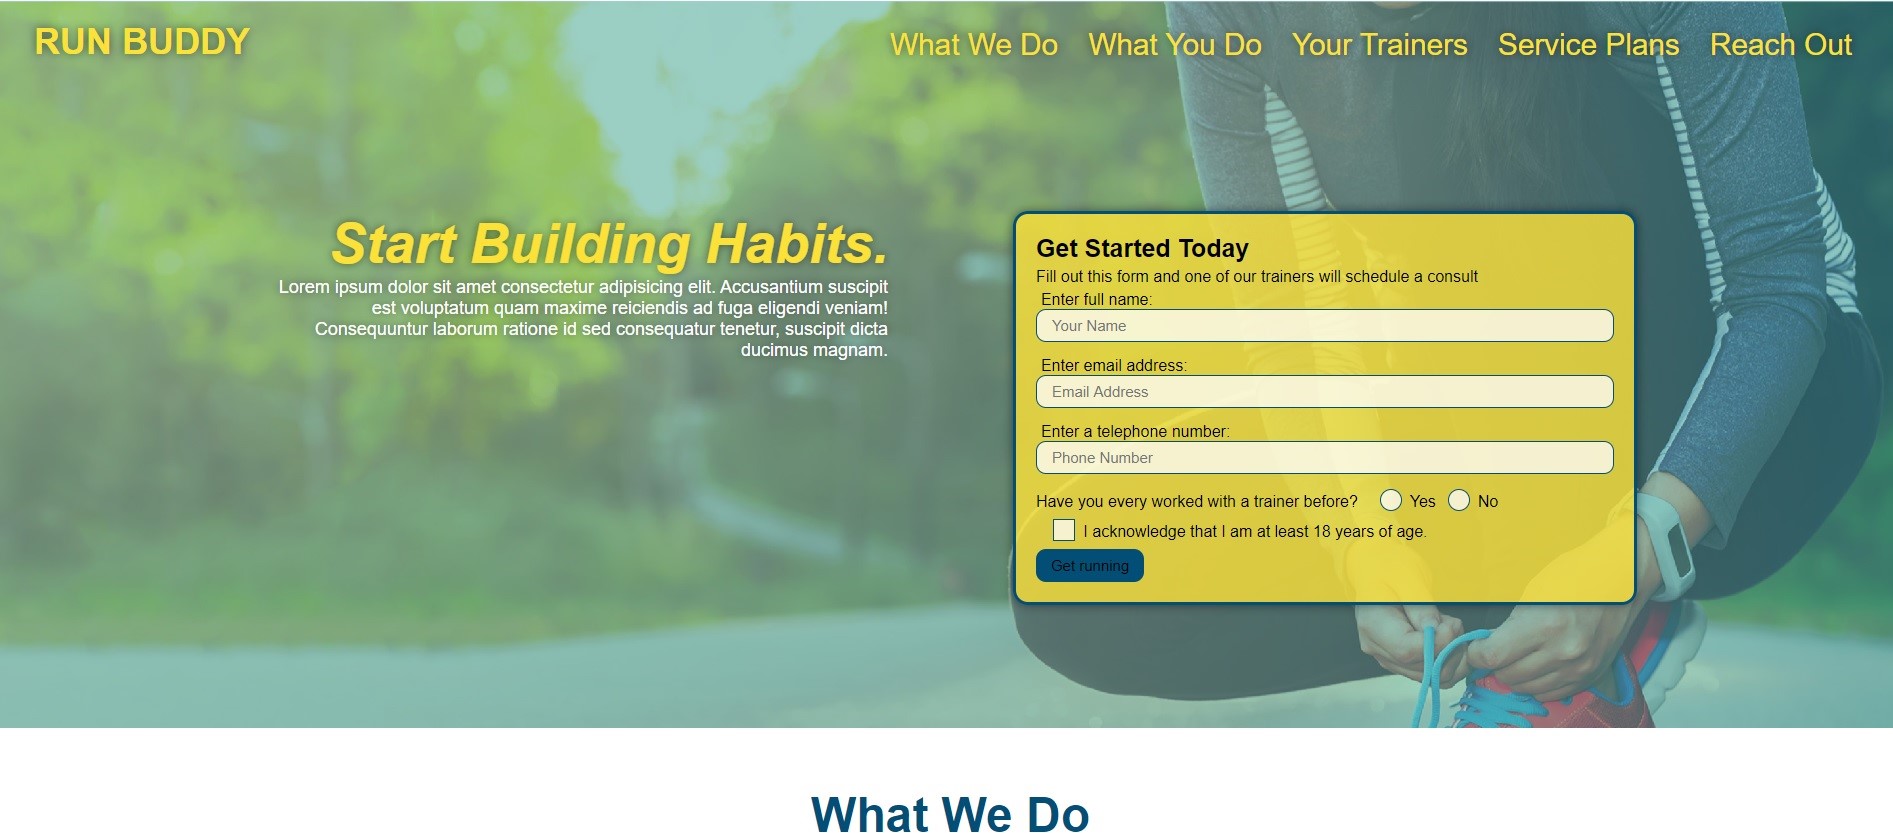 RUN BUDDY
What We Do What You Do Your Trainers Service Plans Reach Out
Start Building Habits.
Lorem ipsum dolor sit amet consectetur adipisicing elit. Accusantium suscipit
est voluptatum quam maxime reiciendis ad fuga eligendi veniam!
Consequuntur laborum ratione id sed consequatur tenetur, suscipit dicta
ducimus magnam.
Get Started Today
Fill out this form and one of our trainers will schedule a consult
Enter full name:
Your Name
Enter email address:
Email Address
Enter a telephone number:
Phone Number
Have you every worked with a trainer before? Yes No
I acknowledge that I am at least 18 years of age.
Get running
What We Do